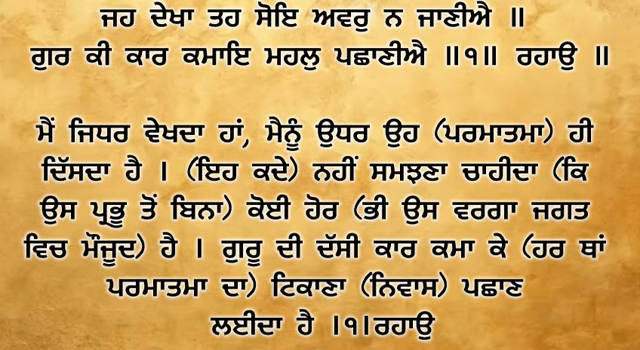 ਜਹ ਦੇਖਾ ਤਹ ਸੋਇ ਅਵਰੁ ਨ ਜਾਣੀਐ ॥
ਗੁਰ ਕੀ ਕਾਰ ਕਮਾਇ ਮਹਲੁ ਪਛਾਣੀਐ ॥੧॥ ਰਹਾਉ ॥
ਮੈਂ ਜਿਧਰ ਵੇਖਦਾ ਹਾਂ, ਮੈਨੂੰ ਉਧਰ ਉਹ (ਪਰਮਾਤਮਾ) ਹੀ
ਦਿੱਸਦਾ ਹੈ । (ਇਹ ਕਦੇ) ਨਹੀਂ ਸਮਝਣਾ ਚਾਹੀਦਾ (ਕਿ
ਉਸ ਪ੍ਰਭੂ ਤੋਂ ਬਿਨਾ) ਕੋਈ ਹੋਰ (ਭੀ ਉਸ ਵਰਗਾ ਜਗਤ
ਵਿਚ ਮੌਜੂਦ) ਹੈ । ਗੁਰੂ ਦੀ ਦੱਸੀ ਕਾਰ ਕਮਾ ਕੇ (ਹਰ ਥਾਂ
ਪਰਮਾਤਮਾ ਦਾ) ਟਿਕਾਣਾ (ਨਿਵਾਸ) ਪਛਾਣ
ਲਈਦਾ ਹੈ ।੧।ਰਹਾਉ